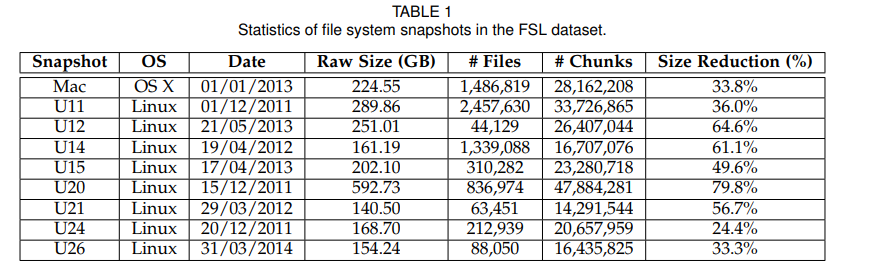 TABLE 1
Statistics of file system snapshots in the FSL dataset.
Snapshot OS Date Raw Size (GB) # Files # Chunks Size Reduction (%)
Mac OS X 01/01/2013 224.55 1,486,819 28,162,208 33.8%
U11 Linux 01/12/2011 289.86 2,457,630 33,726,865 36.0%
U12 Linux 21/05/2013 251.01 44,129 26,407,044 64.6%
U14 Linux 19/04/2012 161.19 1,339,088 16,707,076 61.1%
U15 Linux 17/04/2013 202.10 310,282 23,280,718 49.6%
U20 Linux 15/12/2011 592.73 836,974 47,884,281 79.8%
U21 Linux 29/03/2012 140.50 63,451 14,291,544 56.7%
U24 Linux 20/12/2011 168.70 212,939 20,657,959 24.4%
U26 Linux 31/03/2014 154.24 88,050 16,435,825 33.3%